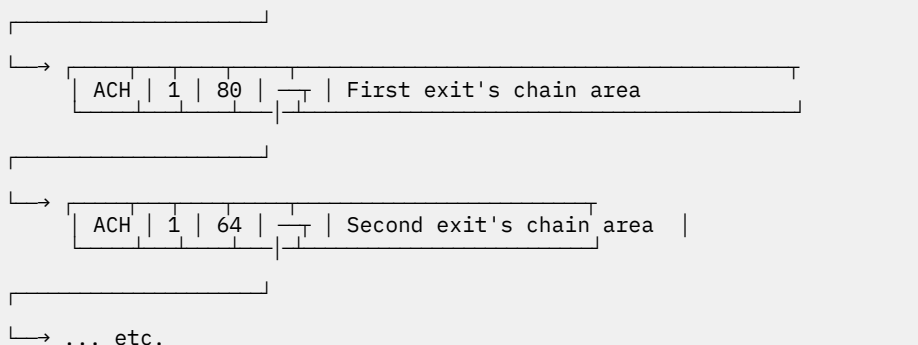 ACH │ 1 │ 80 │ │ First exit's chain area
ACH │ 1 │ 64 │ │ Second exit's chain area │
... etc.